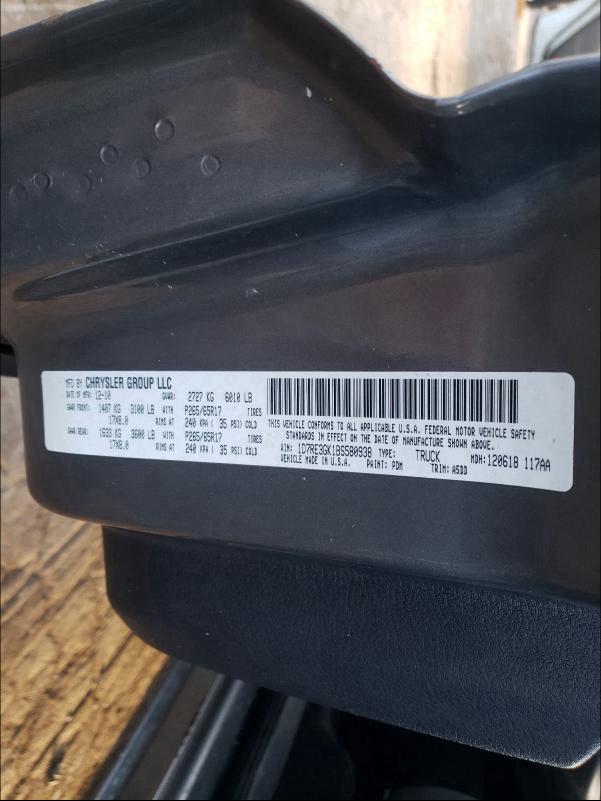 MFD BY CHRYSLER GROUP LLC
DATE OF MFR: 12-10 GVWR: 2727 KG 6010 LB
GAWR FRONT: 1407 KG 3100 LB WITH P265/65R17 TIRES
17X8.0 RIMS AT 240 KPA ( 35 PSI) COLD
GAWR REAR: 1633 KG 3600 LB WITH P265/65R17 TIRES
17X8.0 RIMS AT 240 KPA ( 35 PSI) COLD
THIS VEHICLE CONFORMS TO ALL APPLICABLE U.S.A. FEDERAL MOTOR VEHICLE SAFETY
STANDARDS IN EFFECT ON THE DATE OF MANUFACTURE SHOWN ABOVE.
VIN: 1D7RE3GK1BS580938 TYPE: TRUCK MDH: 120618 117AA
VEHICLE MADE IN U.S.A. PAINT: PDM TRIM: A5DD